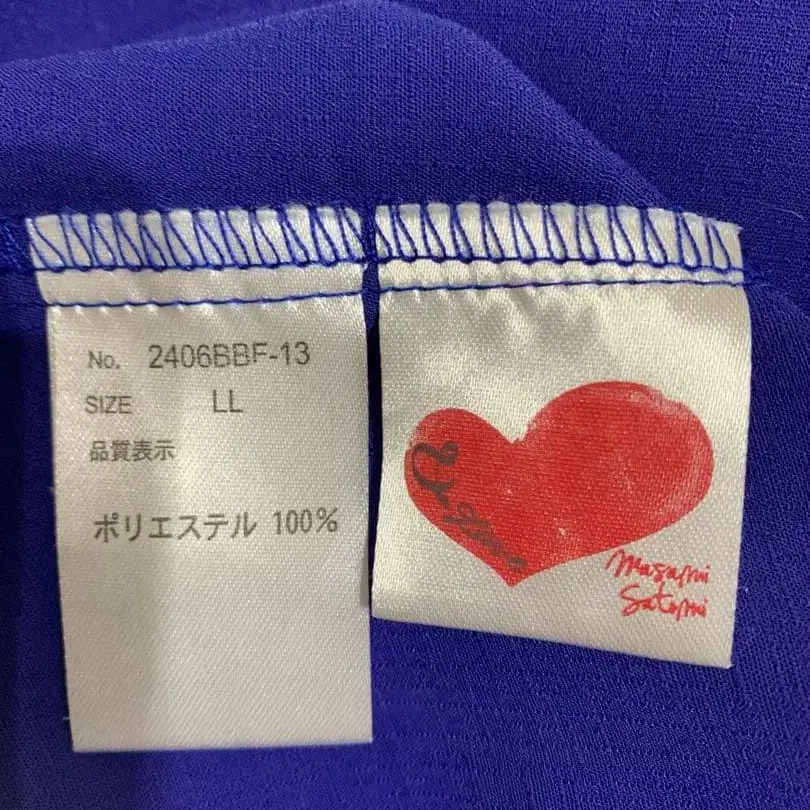 No. 2406BBF-13
SIZE LL
品質表示
ポリエステル 100%
masami
Satomi